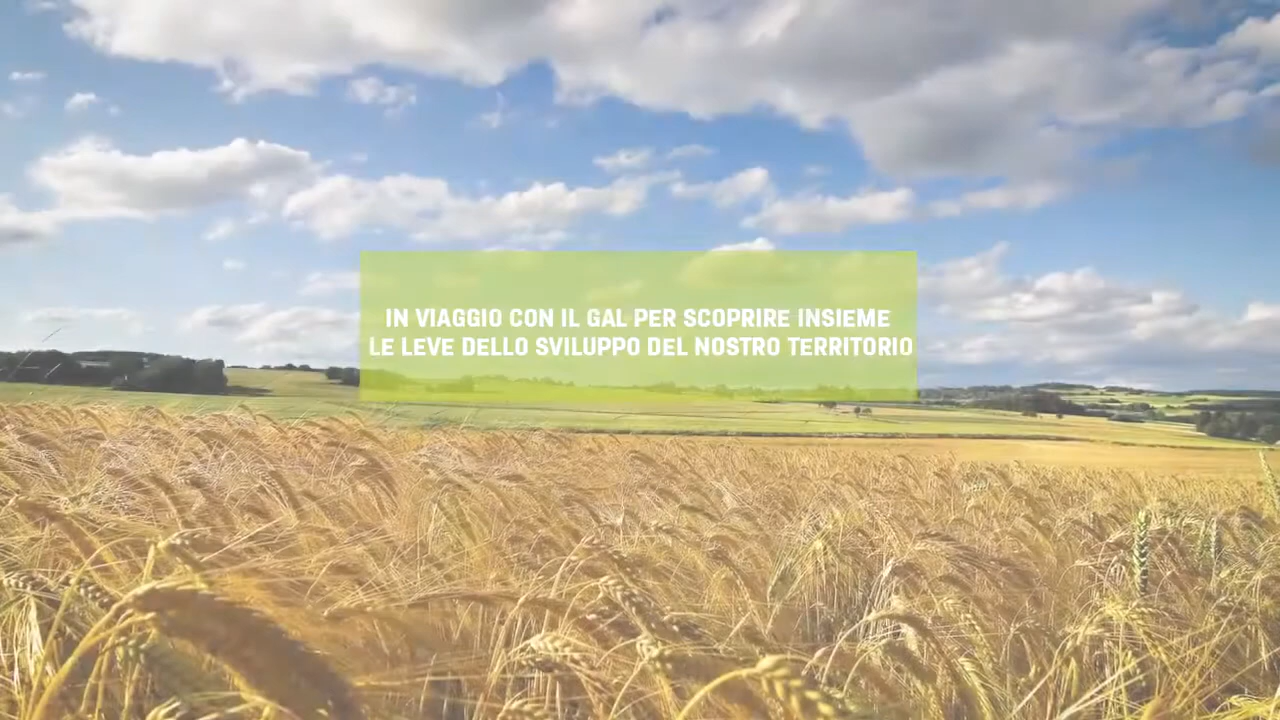 IN VIAGGIO CON IL GAL PER SCOPRIRE INSIEME
LE LEVE DELLO SVILUPPO DEL NOSTRO TERRITORIO